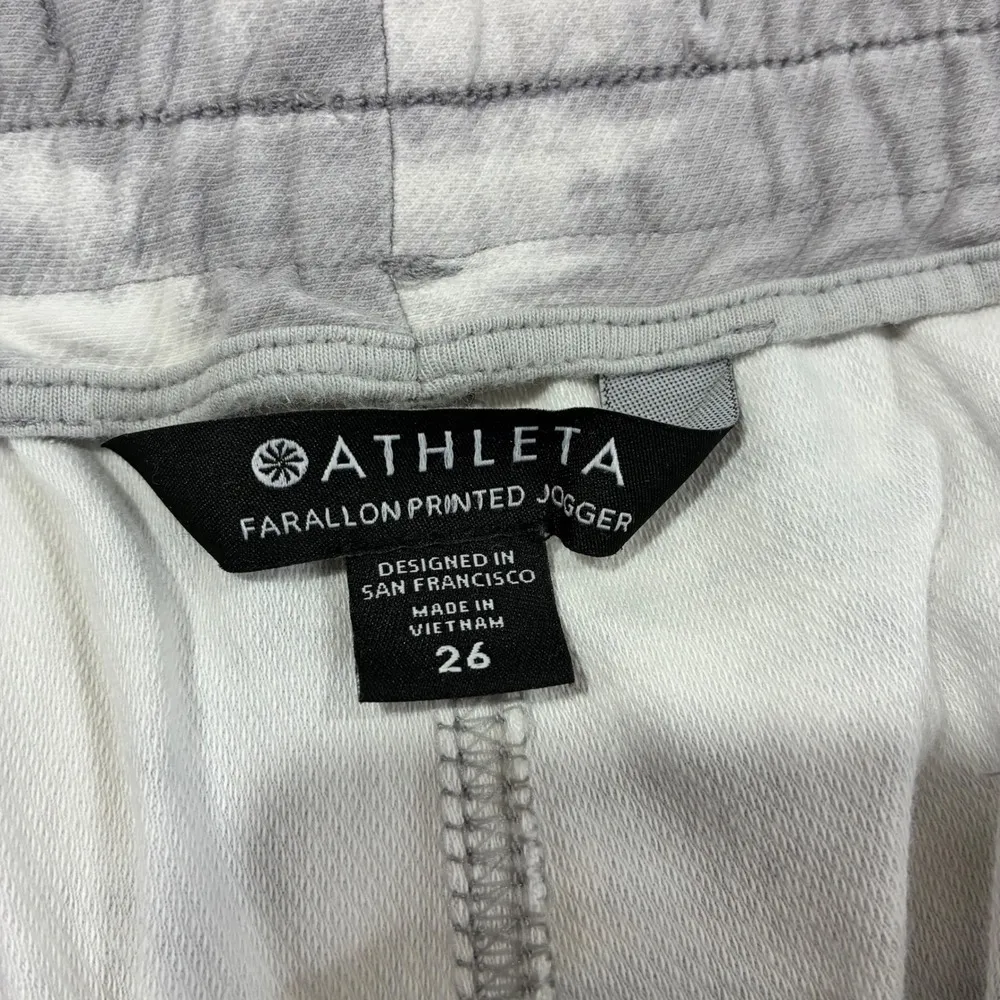 ATHLETA
FARALLON PRINTED JOGGER
DESIGNED IN
SAN FRANCISCO
MADE IN
VIETNAM
26